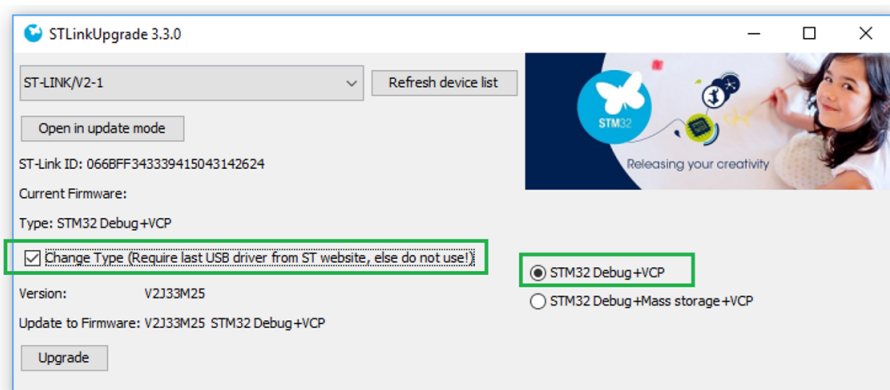 STLinkUpgrade 3.3.0
ST-LINK/V2-1
Refresh device list
Open in update mode
ST-Link ID: 066BFF343339415043142624
Current Firmware:
Type: STM32 Debug+VCP
Change Type (Require last USB driver from ST website, else do not use!)
Version: V2J33M25
Update to Firmware: V2J33M25 STM32 Debug+VCP
Upgrade
STM32
Releasing your creativity
STM32 Debug+VCP
STM32 Debug+Mass storage+VCP